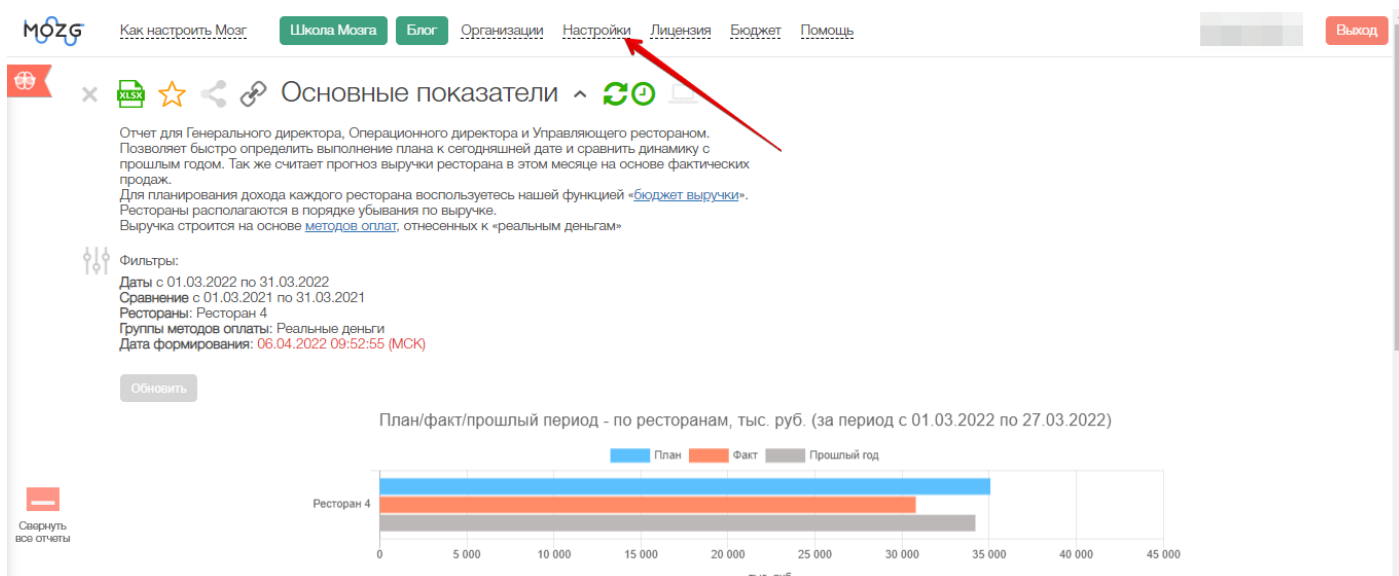 MOZG
Как настроить Мозг Школа Мозга Блог Организации Настройки Лицензия Бюджет Помощь Выход
XLSX Основные показатели
Отчет для Генерального директора, Операционного директора и Управляющего рестораном.
Позволяет быстро определить выполнение плана к сегодняшней дате и сравнить динамику с
прошлым годом. Так же считает прогноз выручки ресторана в этом месяце на основе фактических
продаж.
Для планирования дохода каждого ресторана воспользуетесь нашей функцией «бюджет выручки».
Рестораны располагаются в порядке убывания по выручке.
Выручка строится на основе методов оплат, отнесенных к «реальным деньгам»
Фильтры:
Даты с 01.03.2022 по 31.03.2022
Сравнение с 01.03.2021 по 31.03.2021
Рестораны: Ресторан 4
Группы методов оплаты: Реальные деньги
Дата формирования: 06.04.2022 09:52:55 (МСК)
Обновить
План/факт/прошлый период - по ресторанам, тыс. руб. (за период с 01.03.2022 по 27.03.2022)
План Факт Прошлый год
Ресторан 4
0 5 000 10 000 15 000 20 000 25 000 30 000 35 000 40 000 45 000
тыс. руб.
Свернуть
все отчеты